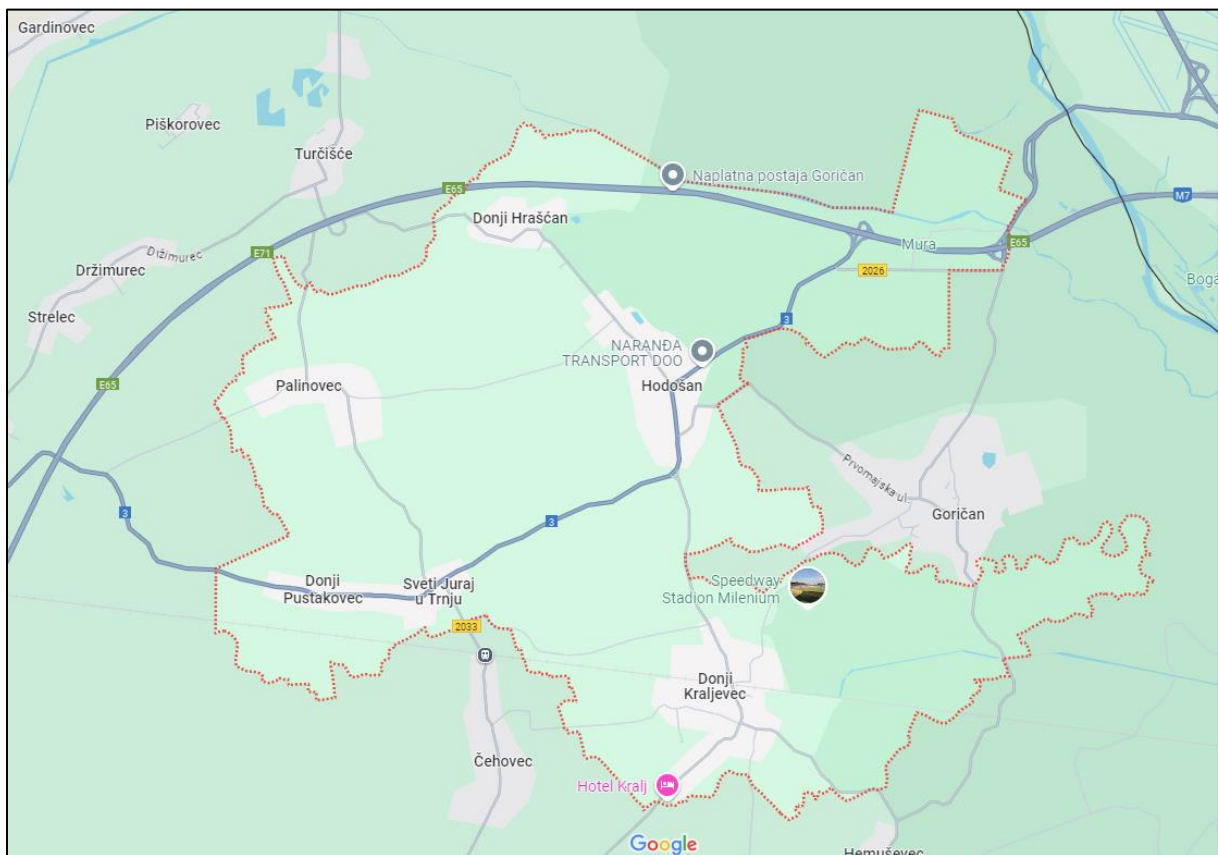 Gardinovec
Piškorovec
Turčišće
Naplatna postaja Goričan
E65
M7
Donji Hrašćan
Držimurec
Držimurec
E71
Mura
E65
2026
Strelec
3
NARANĐA
TRANSPORT DOO
Palinovec
Hodošan
E65
Prvomajska ul.
Goričan
3
3
Donji
Pustakovec
Sveti Juraj
u Trnju
Speedway
Stadion Milenium
2033
Donji
Kraljevec
Čehovec
Hotel Kralj
Google
Hemuševec